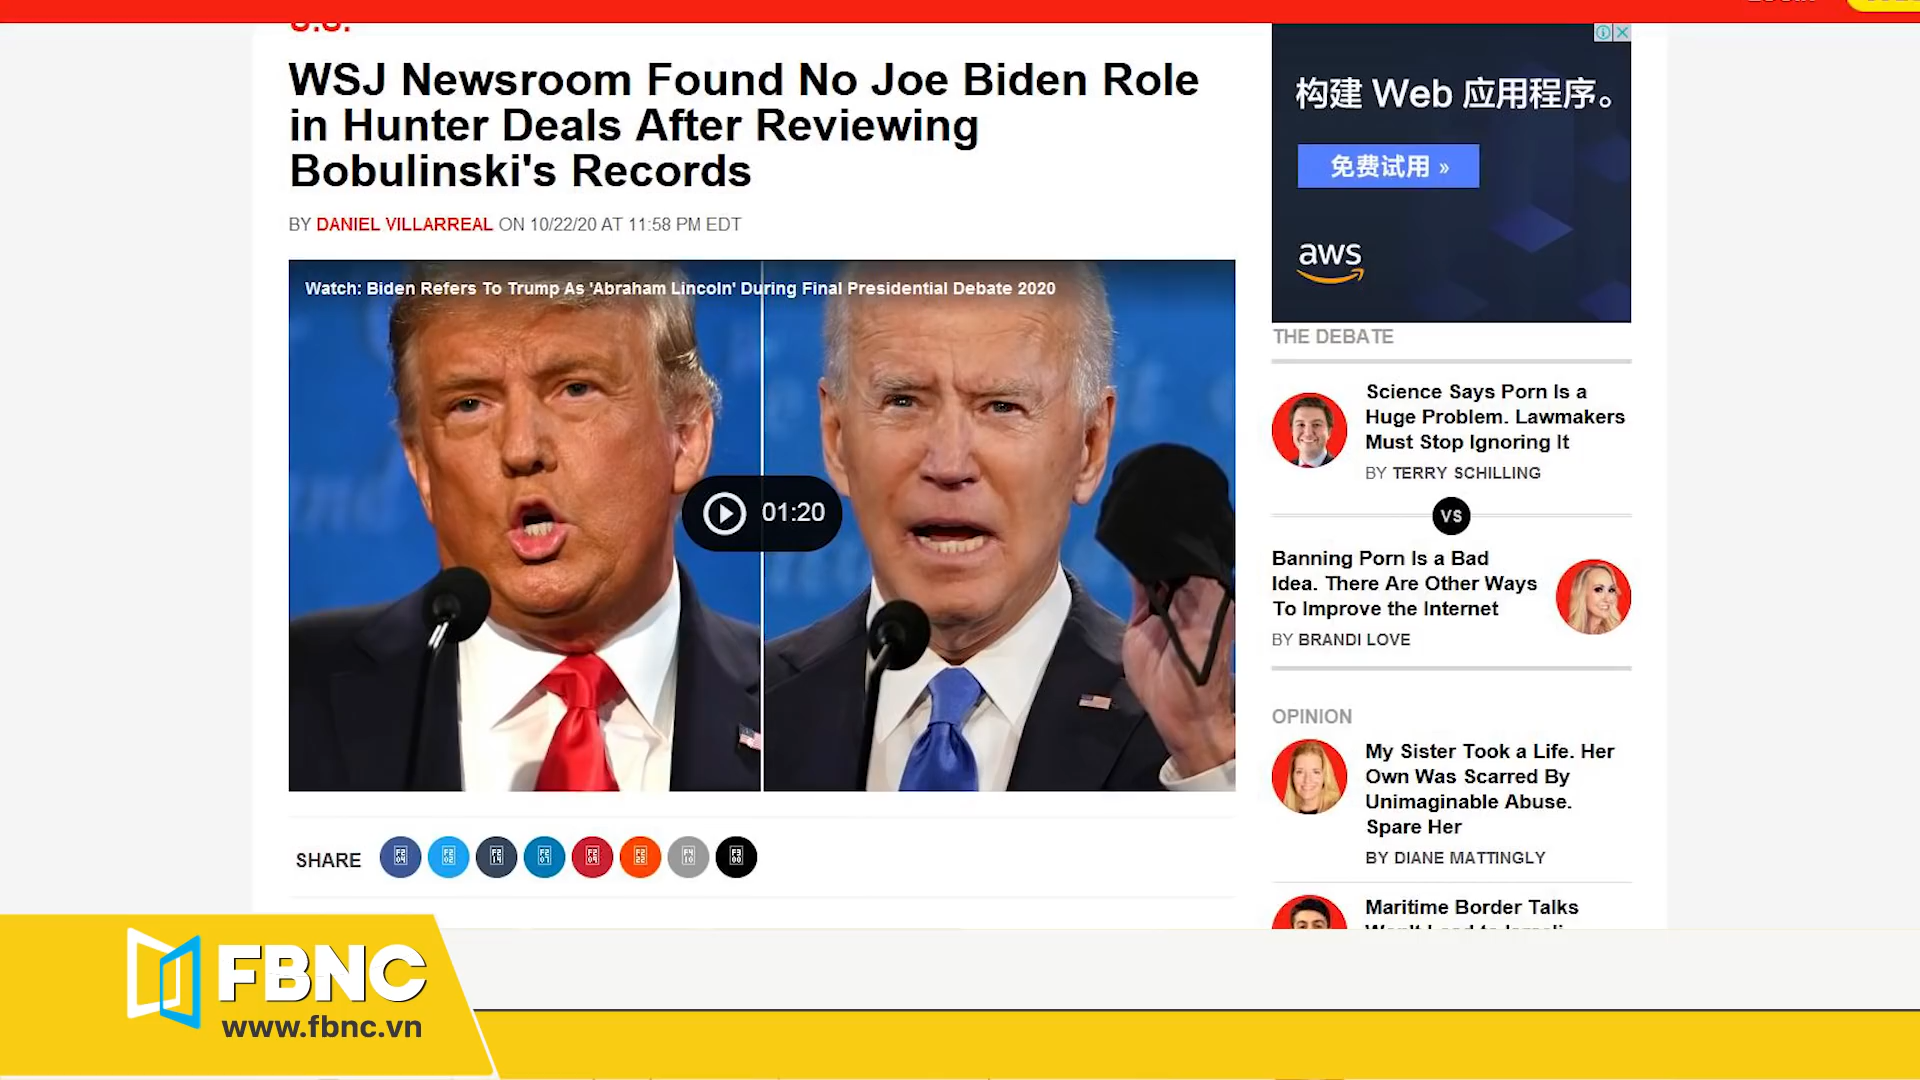 U.S.
WSJ Newsroom Found No Joe Biden Role
in Hunter Deals After Reviewing
Bobulinski's Records
BY DANIEL VILLARREAL ON 10/22/20 AT 11:58 PM EDT
Watch: Biden Refers To Trump As 'Abraham Lincoln' During Final Presidential Debate 2020
01:20
SHARE
构建 Web 应用程序。
免费试用 »
aws
THE DEBATE
Science Says Porn Is a
Huge Problem. Lawmakers
Must Stop Ignoring It
BY TERRY SCHILLING
VS
Banning Porn Is a Bad
Idea. There Are Other Ways
To Improve the Internet
BY BRANDI LOVE
OPINION
My Sister Took a Life. Her
Own Was Scarred By
Unimaginable Abuse.
Spare Her
BY DIANE MATTINGLY
Maritime Border Talks
FBNC
www.fbnc.vn